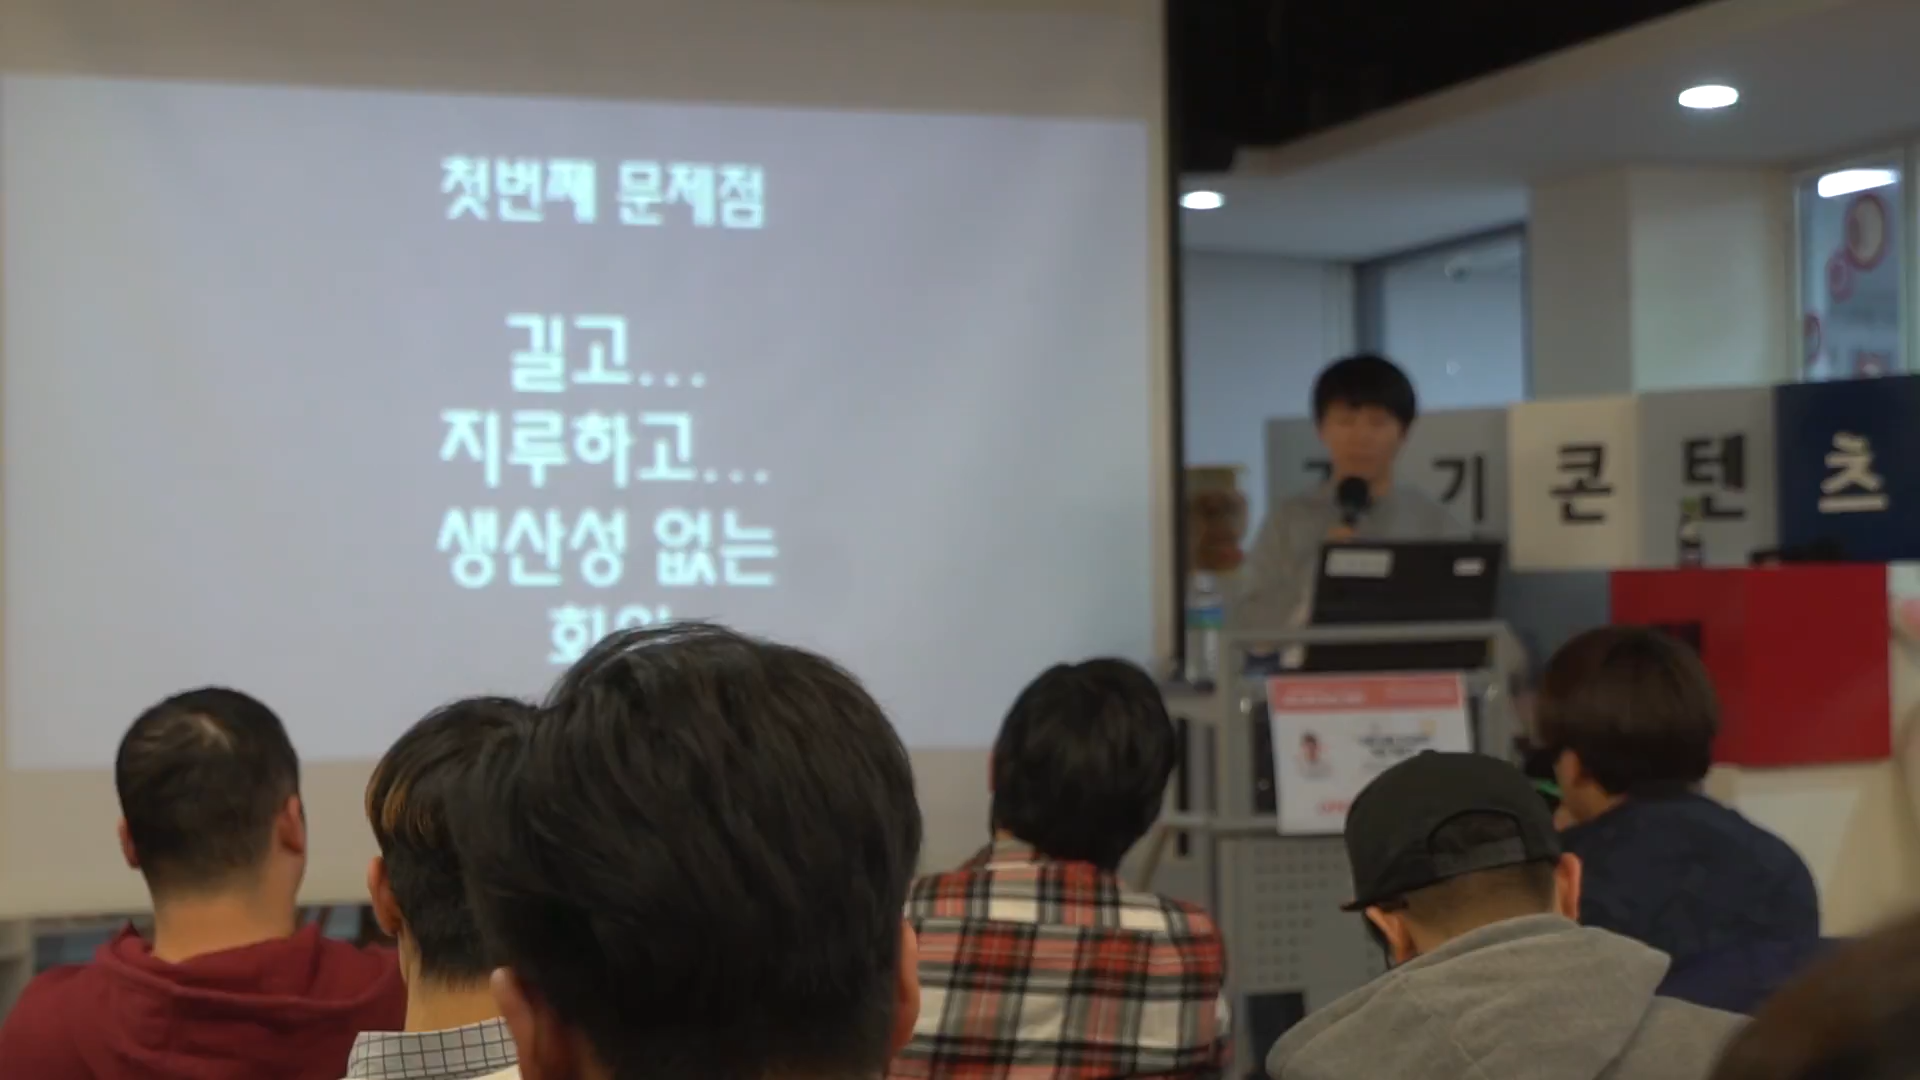 첫번째 문제점
길고...
지루하고...
생산성 없는
기콘텐츠